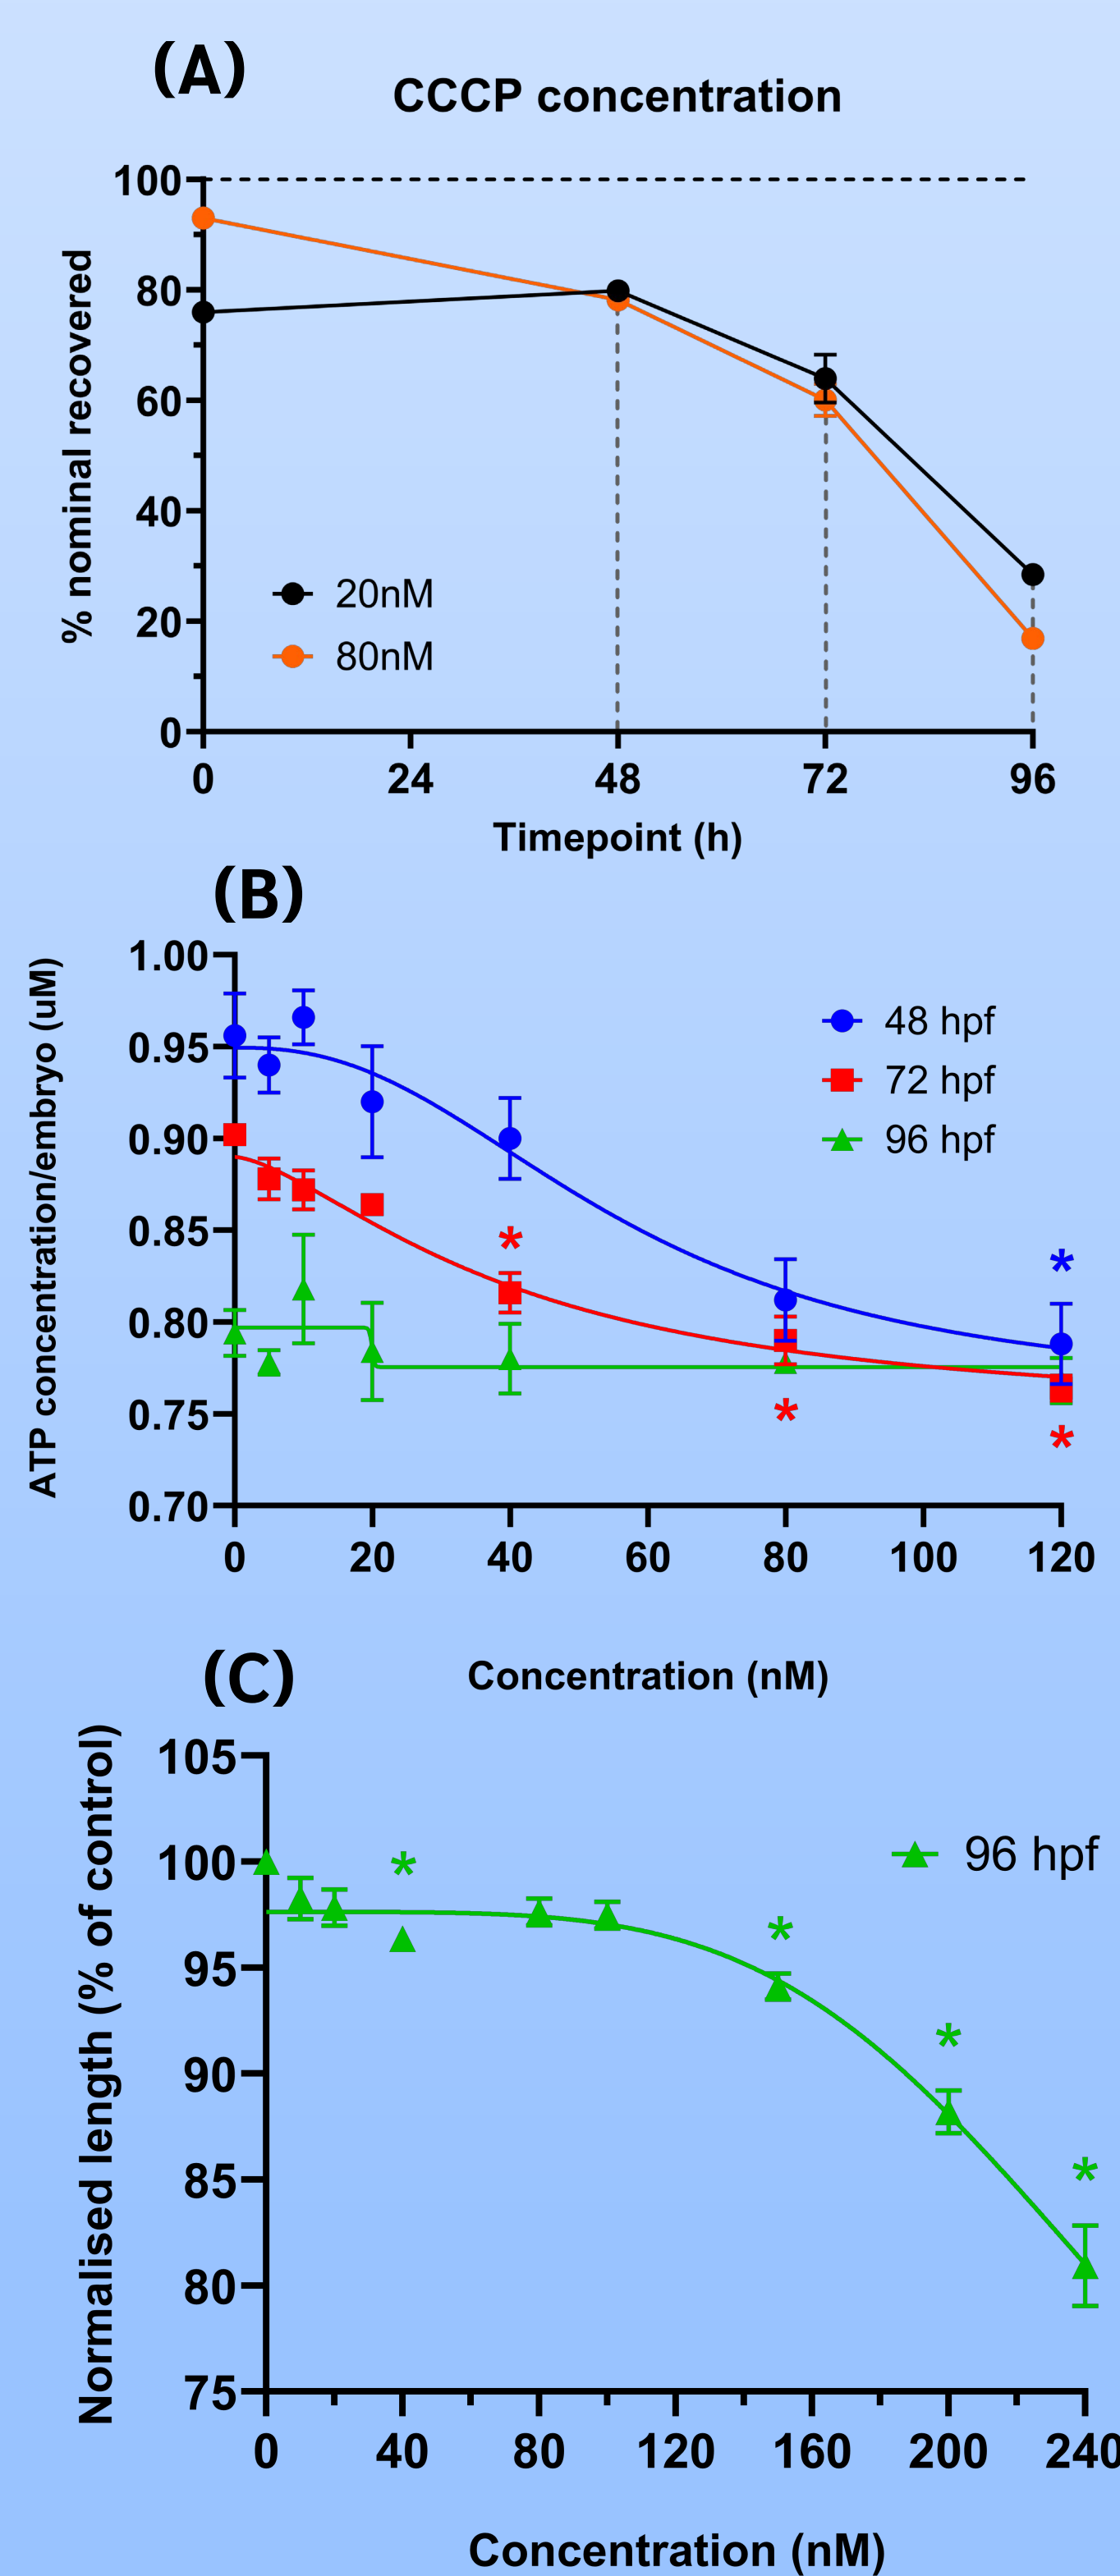 (A)
CCCP concentration
% nominal recovered
100
80
60
40
20
0
20nM
80nM
0 24 48 72 96
Timepoint (h)
(B)
ATP concentration/embryo (uM)
1.00
0.95
0.90
0.85
0.80
0.75
0.70
48 hpf
72 hpf
96 hpf
*
*
*
*
0 20 40 60 80 100 120
Concentration (nM)
(C)
Normalised length (% of control)
105
100
95
90
85
80
75
96 hpf
*
*
*
*
0 40 80 120 160 200 240
Concentration (nM)